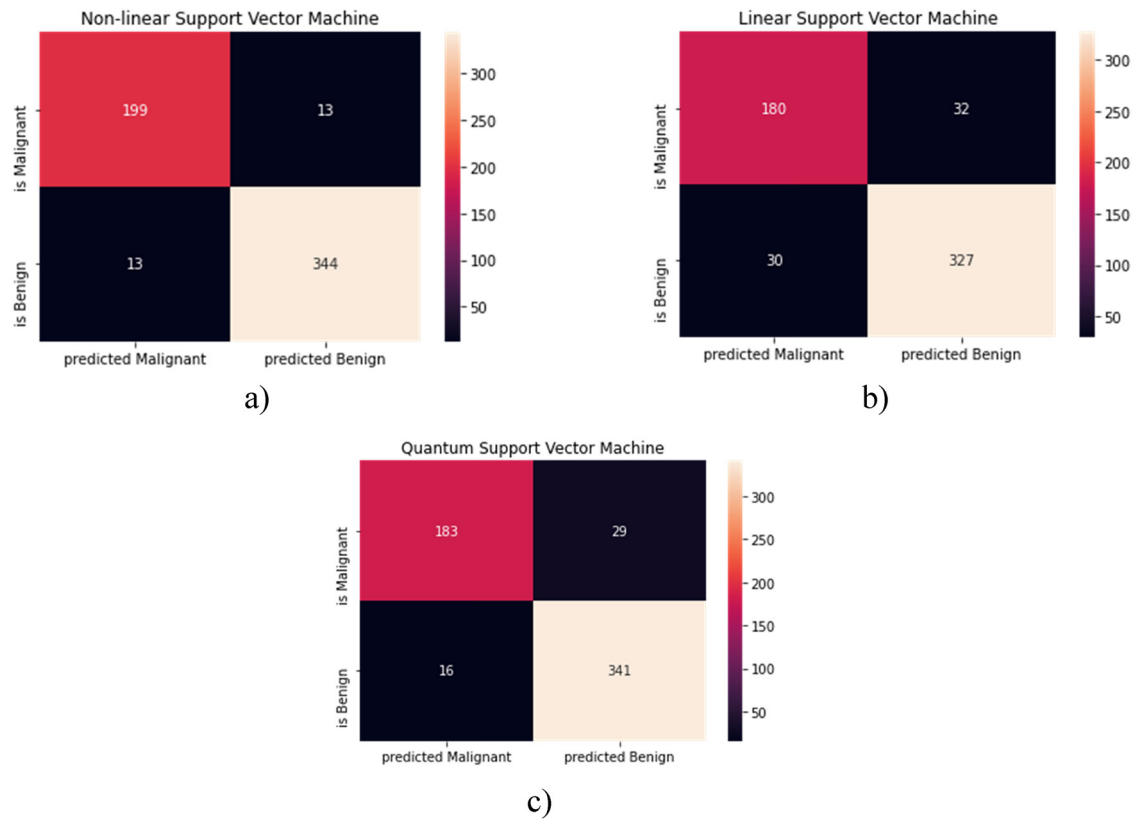 Non-linear Support Vector Machine
is Malignant
199
13
is Benign
13
344
predicted Malignant
predicted Benign
300
250
200
150
100
50
a)
Linear Support Vector Machine
is Malignant
180
32
is Benign
30
327
predicted Malignant
predicted Benign
300
250
200
150
100
50
b)
Quantum Support Vector Machine
is Malignant
183
29
is Benign
16
341
predicted Malignant
predicted Benign
300
250
200
150
100
50
c)